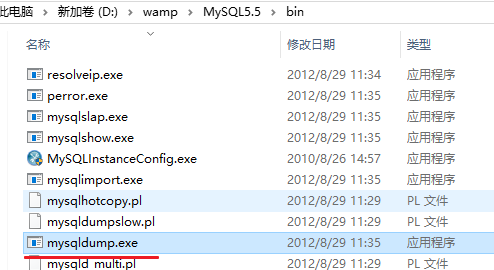 此电脑 > 新加卷 (D:) > wamp > MySQL5.5 > bin
名称 修改日期 类型
resolveip.exe 2012/8/29 11:34 应用程序
perror.exe 2012/8/29 11:35 应用程序
mysqlslap.exe 2012/8/29 11:35 应用程序
mysqlshow.exe 2012/8/29 11:35 应用程序
MySQLInstanceConfig.exe 2010/8/26 14:57 应用程序
mysqlimport.exe 2012/8/29 11:35 应用程序
mysqlhotcopy.pl 2012/8/29 11:29 PL 文件
mysqldumpslow.pl 2012/8/29 11:29 PL 文件
mysqldump.exe 2012/8/29 11:35 应用程序
mysqld_multi.pl 2012/8/29 11:29 PL 文件